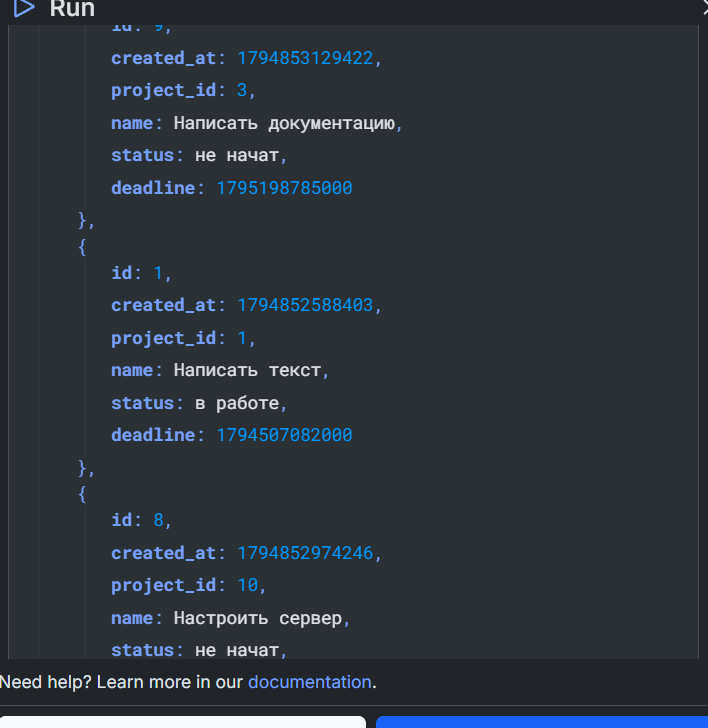 Run
id: 9,
created_at: 1794853129422,
project_id: 3,
name: Написать документацию,
status: не начат,
deadline: 1795198785000
},
{
id: 1,
created_at: 1794852588403,
project_id: 1,
name: Написать текст,
status: в работе,
deadline: 1794507082000
},
{
id: 8,
created_at: 1794852974246,
project_id: 10,
name: Настроить сервер,
status: не начат,
Need help? Learn more in our documentation.